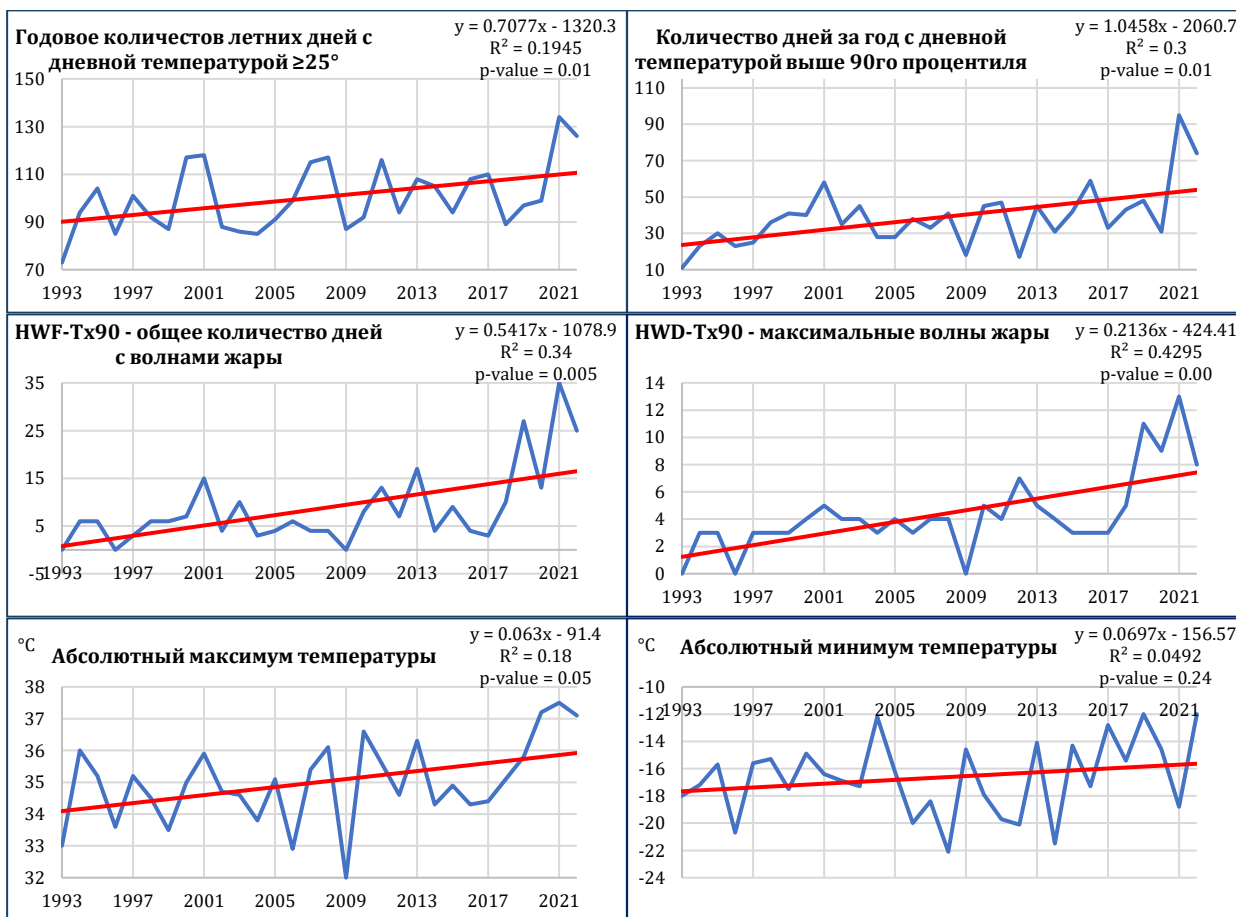 Годовое количестов летних дней с
дневной температурой ≥25°
y = 0.7077x - 1320.3
R² = 0.1945
p-value = 0.01
150
130
110
90
70
1993 1997 2001 2005 2009 2013 2017 2021
Количество дней за год с дневной
температурой выше 90го процентиля
y = 1.0458x - 2060.7
R² = 0.3
p-value = 0.01
110
90
70
50
30
10
1993 1997 2001 2005 2009 2013 2017 2021
HWF-Tx90 - общее количество дней
с волнами жары
y = 0.5417x - 1078.9
R² = 0.34
p-value = 0.005
35
25
15
5
-5
1993 1997 2001 2005 2009 2013 2017 2021
HWD-Tx90 - максимальные волны жары
y = 0.2136x - 424.41
R² = 0.4295
p-value = 0.00
14
12
10
8
6
4
2
0
1993 1997 2001 2005 2009 2013 2017 2021
°C
Абсолютный максимум температуры
y = 0.063x - 91.4
R² = 0.18
p-value = 0.05
38
37
36
35
34
33
32
1993 1997 2001 2005 2009 2013 2017 2021
°C
Абсолютный минимум температуры
y = 0.0697x - 156.57
R² = 0.0492
p-value = 0.24
-10
-12
-14
-16
-18
-20
-22
-24
1993 1997 2001 2005 2009 2013 2017 2021